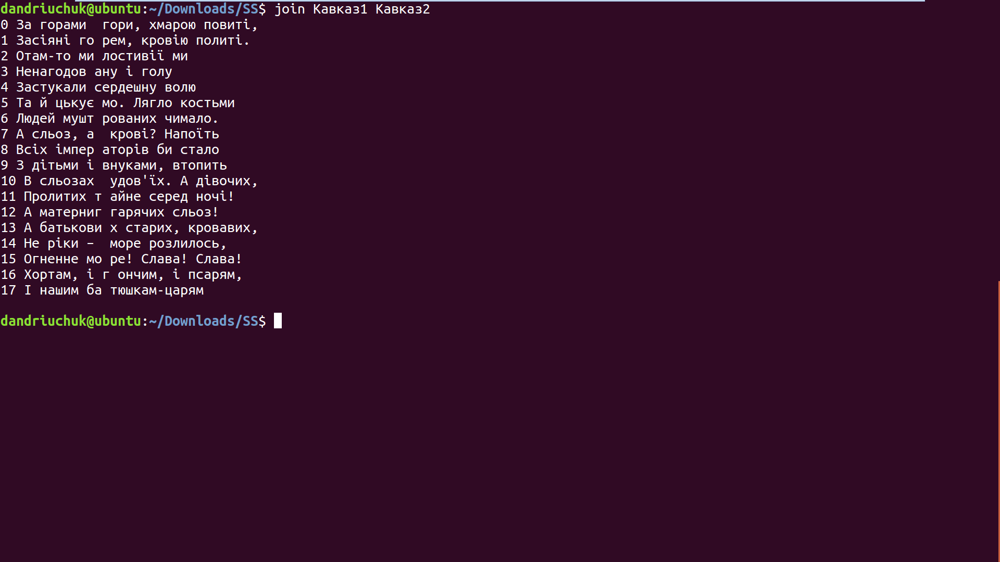 dandriuchuk@ubuntu:~/Downloads/SS$ join Кавказ1 Кавказ2
0 За горами  гори, хмарою повиті,
1 Засіяні го рем, кровію политі.
2 Отам-то ми лостивії ми
3 Ненагодов ану і голу
4 Застукали сердешну волю
5 Та й цькує мо. Лягло костьми
6 Людей мушт рованих чимало.
7 А сльоз, а  крові? Напоїть
8 Всіх імпер аторів би стало
9 З дітьми і внуками, втопить
10 В сльозах  удов'їх. А дівочих,
11 Пролитих т айне серед ночі!
12 А матерниг гарячих сльоз!
13 А батькови х старих, кровавих,
14 Не ріки –  море розлилось,
15 Огненне мо ре! Слава! Слава!
16 Хортам, і г ончим, і псарям,
17 І нашим ба тюшкам-царям
dandriuchuk@ubuntu:~/Downloads/SS$